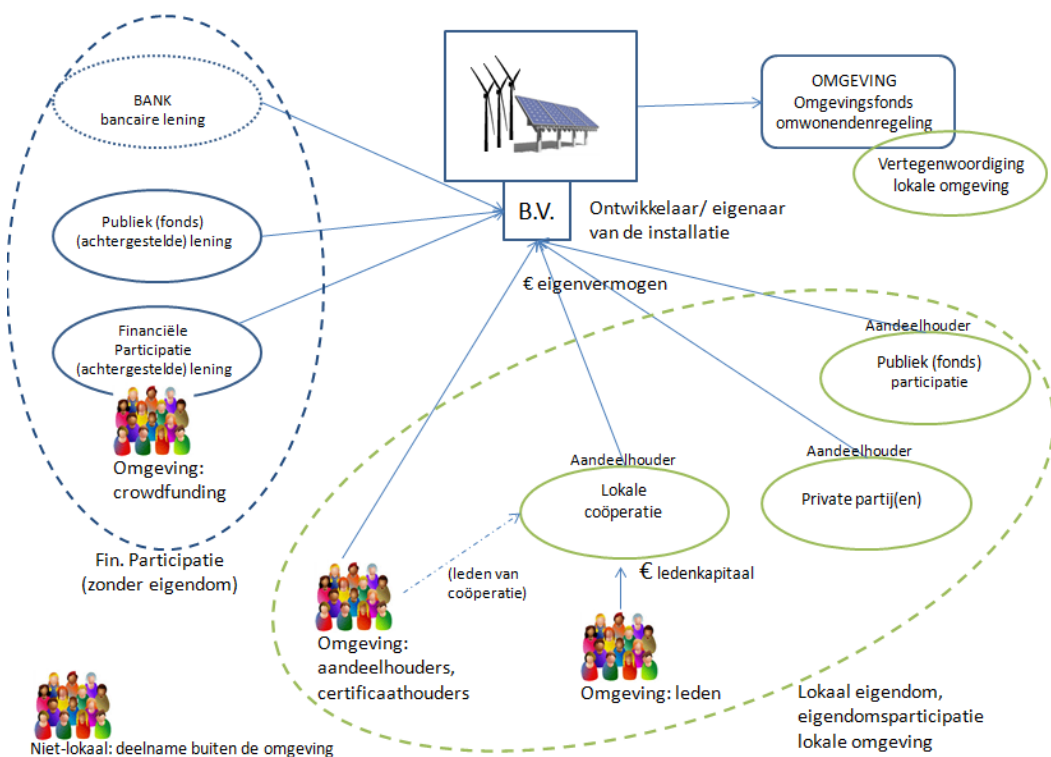 BANK
bancaire lening
Publiek (fonds)
(achtergestelde) lening
Financiële
Participatie
(achtergestelde) lening
Omgeving:
crowdfunding
Fin. Participatie
(zonder eigendom)
B.V.
Ontwikkelaar/ eigenaar
van de installatie
€ eigenvermogen
OMGEVING
Omgevingsfonds
omwonendenregeling
Vertegenwoordiging
lokale omgeving
Aandeelhouder
Publiek (fonds)
participatie
Aandeelhouder
Private partij(en)
Aandeelhouder
Lokale
coöperatie
(leden van
coöperatie)
€ ledenkapitaal
Omgeving:
aandeelhouders,
certificaathouders
Omgeving: leden
Lokaal eigendom,
eigendomsparticipatie
lokale omgeving
Niet-lokaal: deelname buiten de omgeving